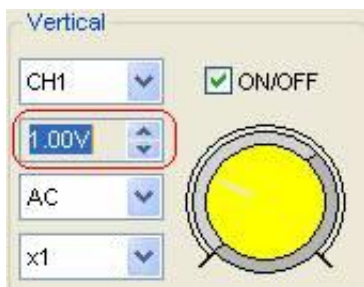 Vertical
CH1
ON/OFF
1.00V
AC
x1